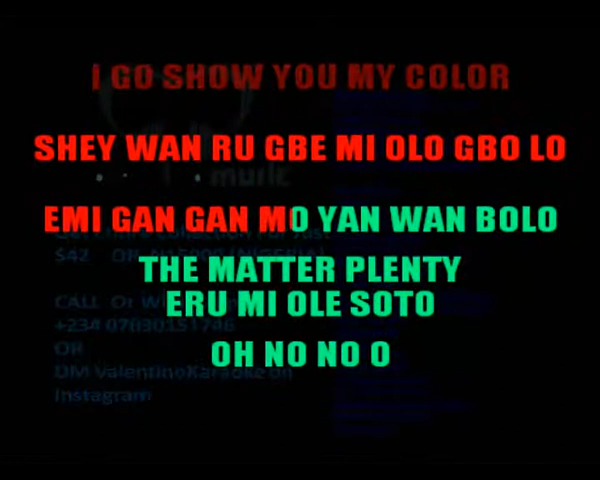 I GO SHOW YOU MY COLOR
SHEY WAN RU GBE MI OLO GBO LO
EMI GAN GAN MO YAN WAN BOLO
THE MATTER PLENTY
ERU MI OLE SOTO
OH NO NO O
music
$42
CALL Or
OR
DM ValentinoKaraoke on
Instagram